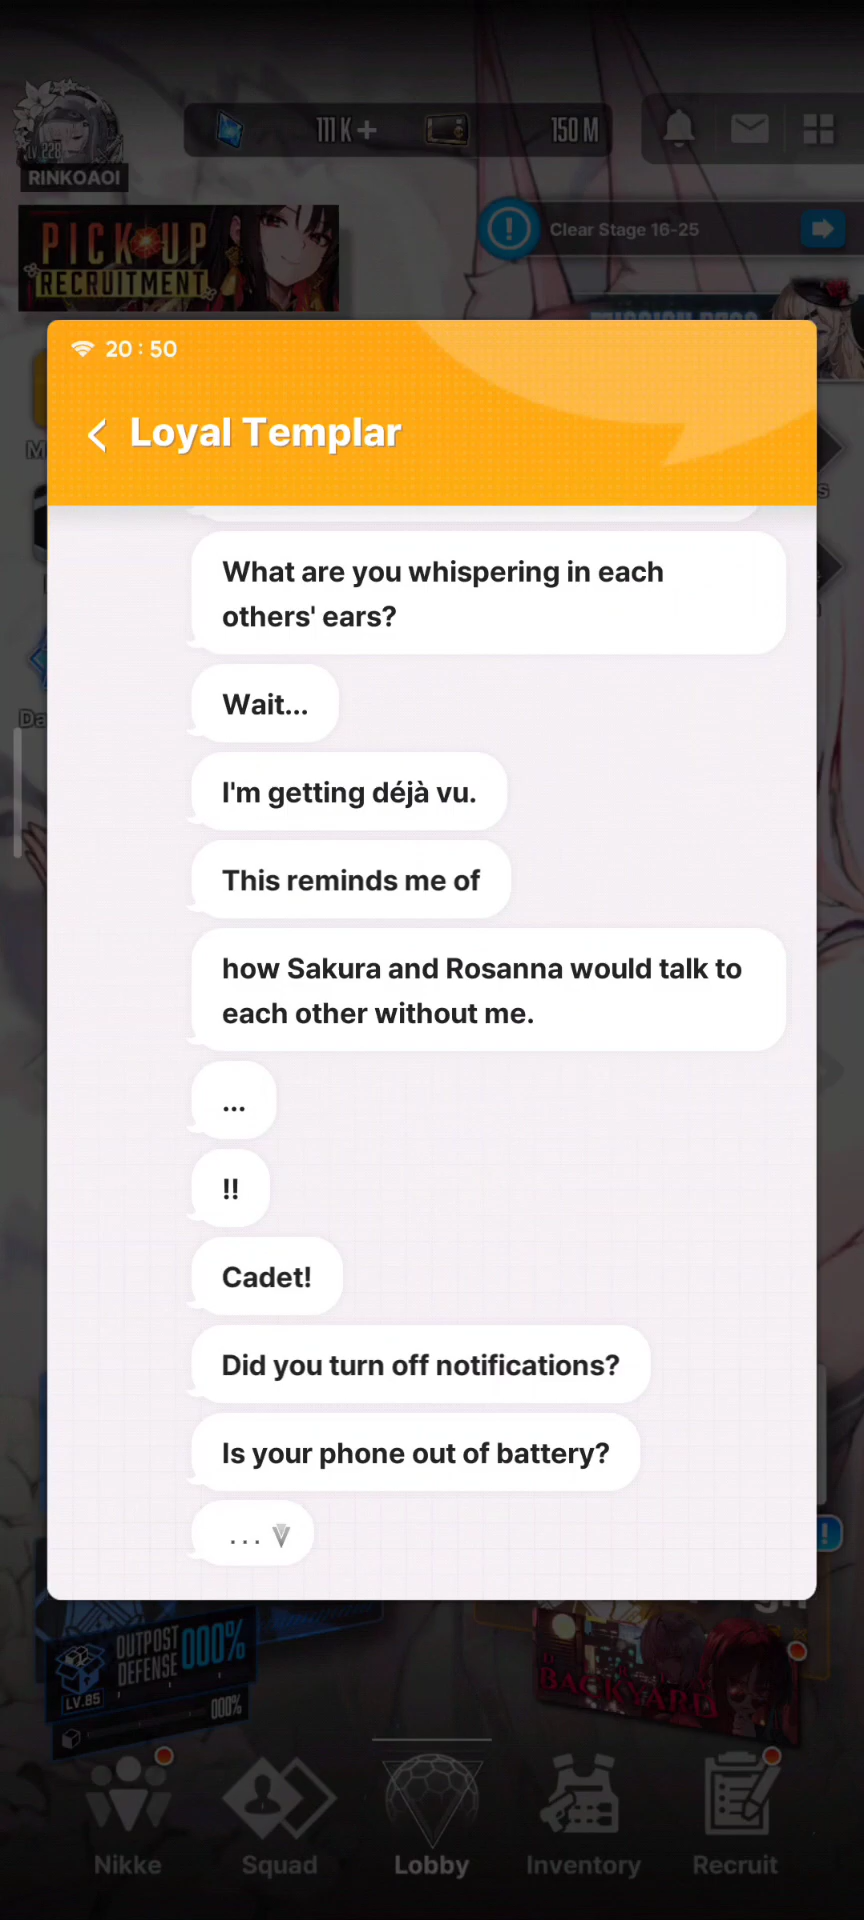 LV 228
111 K +
150 M
RINKOAOI
PICK UP
RECRUITMENT
Clear Stage 16-25
20 : 50
Loyal Templar
What are you whispering in each
others' ears?
Wait...
I'm getting déjà vu.
This reminds me of
how Sakura and Rosanna would talk to
each other without me.
...
!!
Cadet!
Did you turn off notifications?
Is your phone out of battery?
...
OUTPOST
DEFENSE
000%
LV.85
000%
BACKYARD
Nikke
Squad
Lobby
Inventory
Recruit